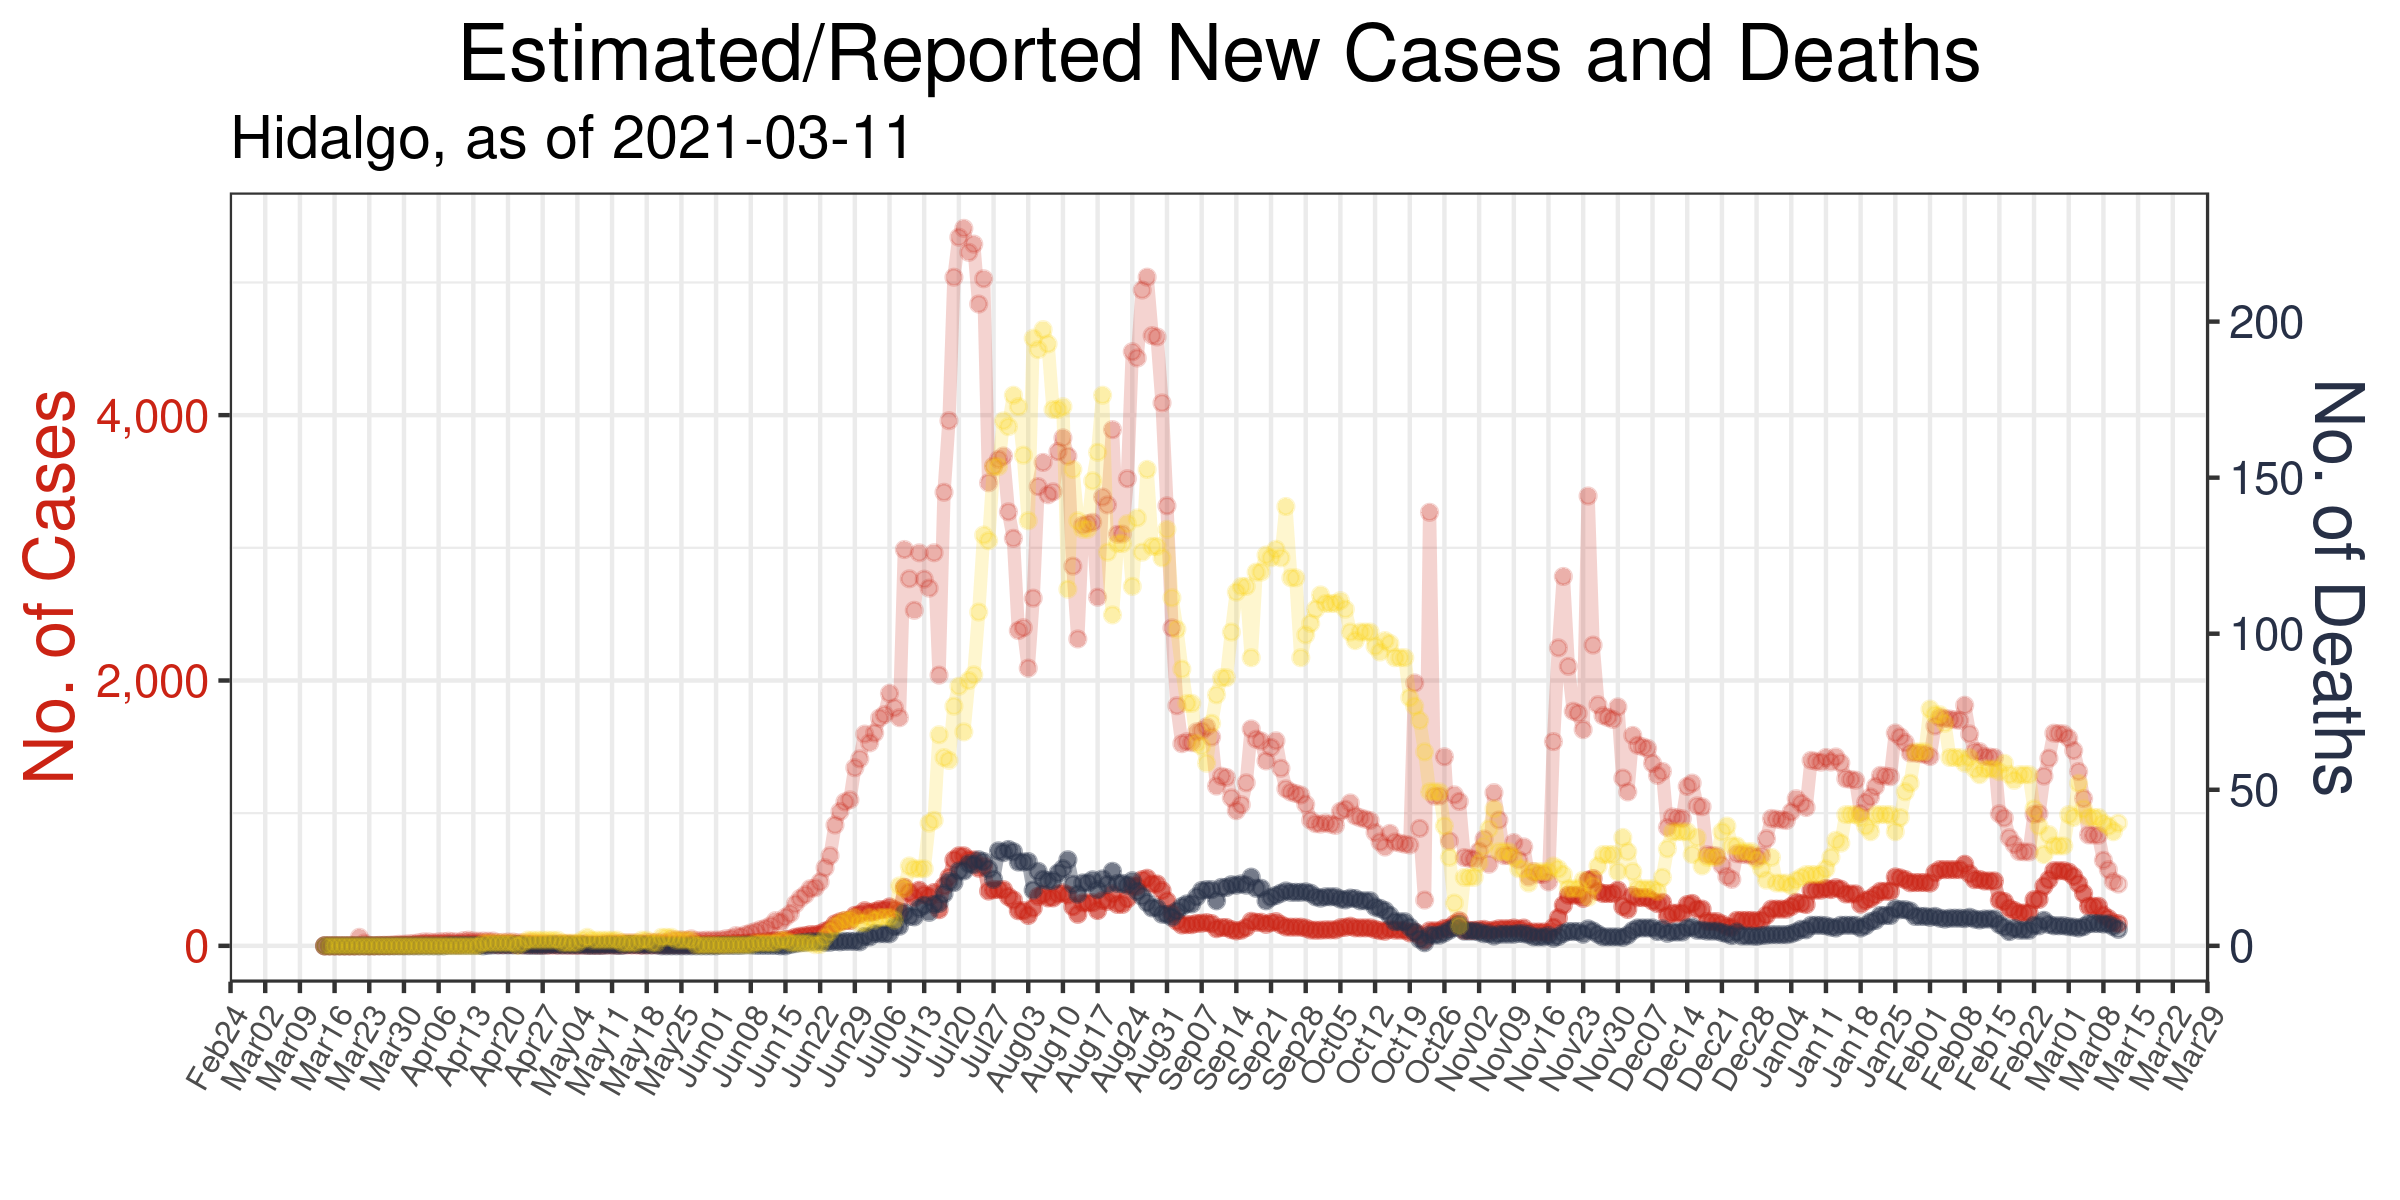 Estimated/Reported New Cases and Deaths
Hidalgo, as of 2021-03-11
No. of Cases
4,000
2,000
0
200
150
100
50
0
No. of Deaths
Feb24
Mar02
Mar09
Mar16
Mar23
Mar30
Apr06
Apr13
Apr20
Apr27
May04
May11
May18
May25
Jun01
Jun08
Jun15
Jun22
Jun29
Jul06
Jul13
Jul20
Jul27
Aug03
Aug10
Aug17
Aug24
Aug31
Sep07
Sep14
Sep21
Sep28
Oct05
Oct12
Oct19
Oct26
Nov02
Nov09
Nov16
Nov23
Nov30
Dec07
Dec14
Dec21
Dec28
Jan04
Jan11
Jan18
Jan25
Feb01
Feb08
Feb15
Feb22
Mar01
Mar08
Mar15
Mar22
Mar29